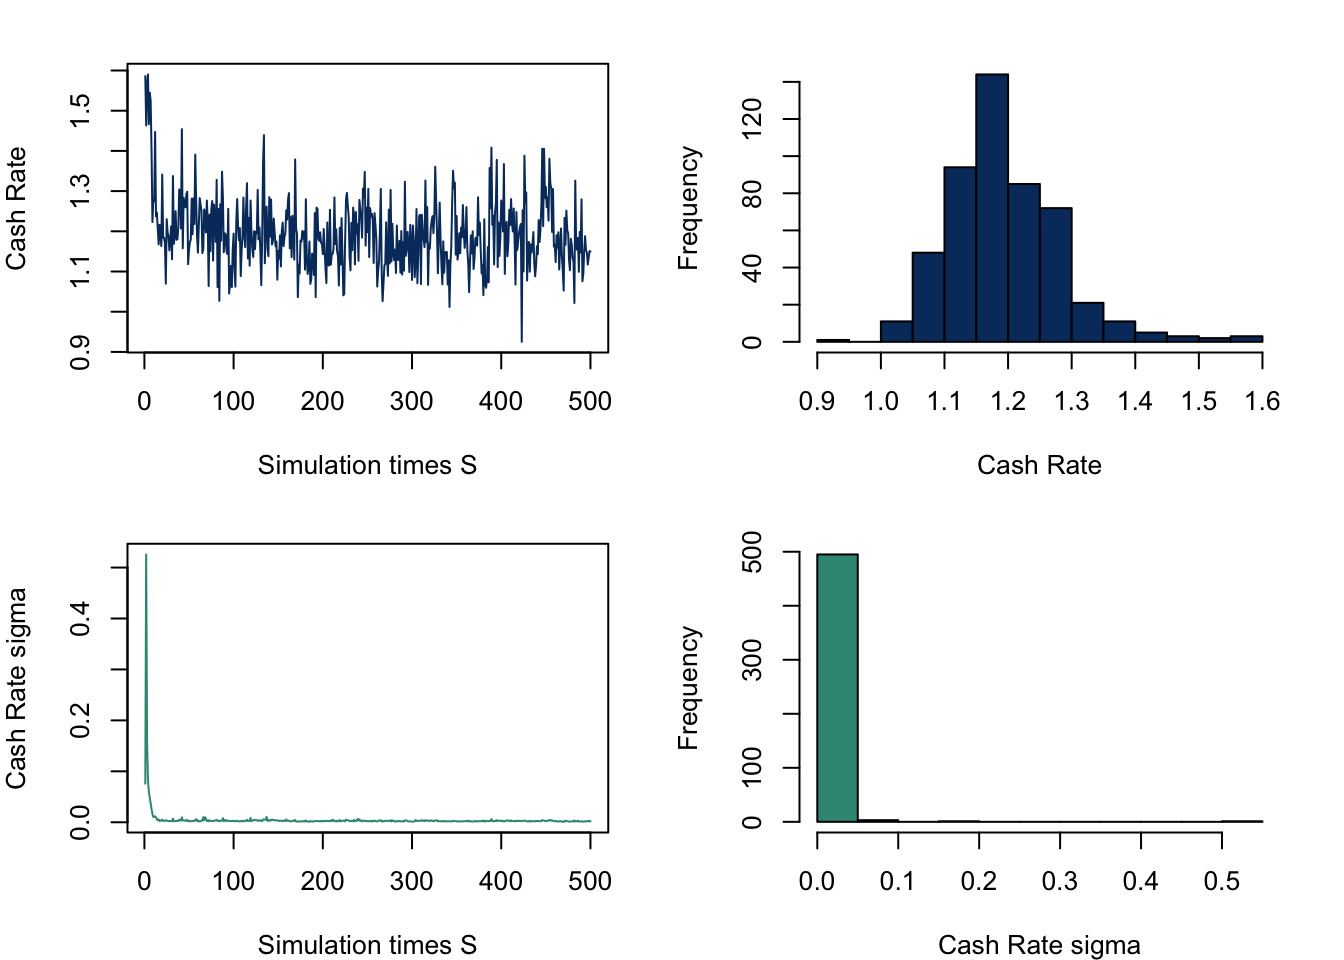 Cash Rate
0.9 1.1 1.3 1.5
0 100 200 300 400 500
Simulation times S
Frequency
0 40 80 120
0.9 1.0 1.1 1.2 1.3 1.4 1.5 1.6
Cash Rate
Cash Rate sigma
0.0 0.2 0.4
0 100 200 300 400 500
Simulation times S
Frequency
0 100 300 500
0.0 0.1 0.2 0.3 0.4 0.5
Cash Rate sigma